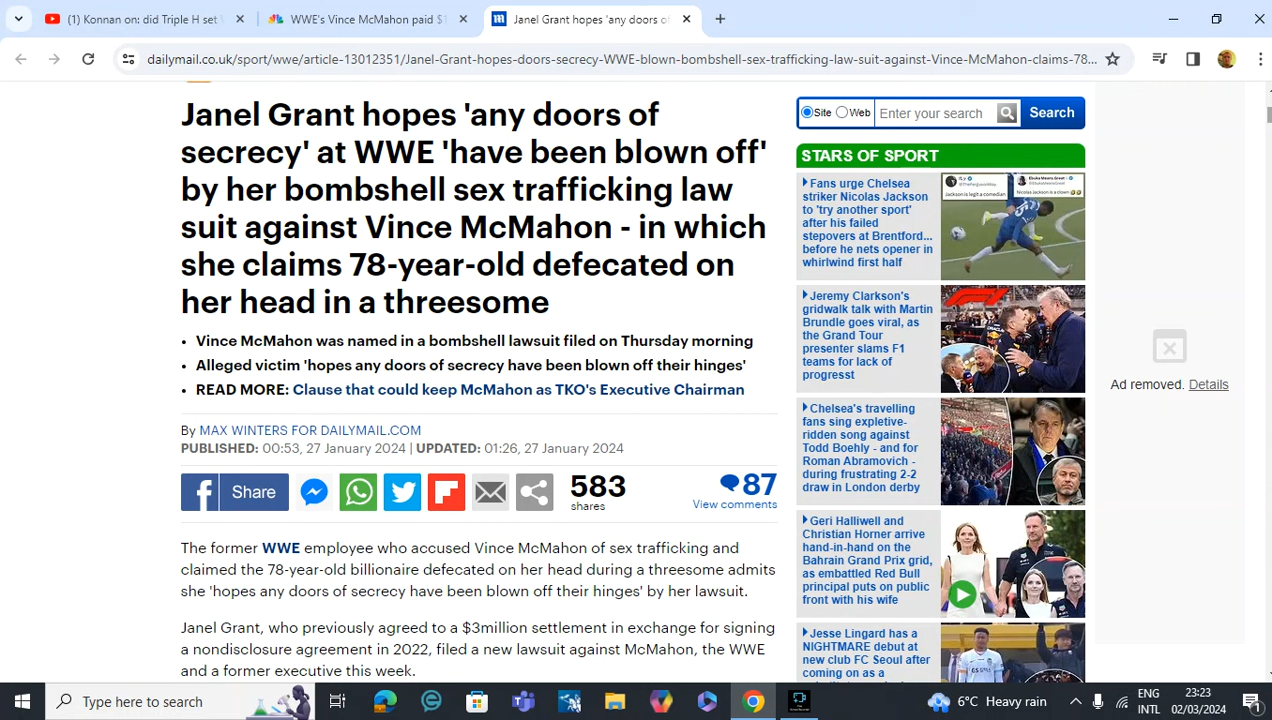 (1) Konnan on: did Triple H set
WWE's Vince McMahon paid $
Janel Grant hopes 'any doors of
dailymail.co.uk/sport/wwe/article-13012351/Janel-Grant-hopes-doors-secrecy-WWE-blown-bombshell-sex-trafficking-law-suit-against-Vince-McMahon-claims-78...
Janel Grant hopes 'any doors of
secrecy' at WWE 'have been blown off'
by her bombshell sex trafficking law
suit against Vince McMahon - in which
she claims 78-year-old defecated on
her head in a threesome
• Vince McMahon was named in a bombshell lawsuit filed on Thursday morning
• Alleged victim 'hopes any doors of secrecy have been blown off their hinges'
• READ MORE: Clause that could keep McMahon as TKO's Executive Chairman
By MAX WINTERS FOR DAILYMAIL.COM
PUBLISHED: 00:53, 27 January 2024 | UPDATED: 01:26, 27 January 2024
Share
583
shares
87
View comments
The former WWE employee who accused Vince McMahon of sex trafficking and
claimed the 78-year-old billionaire defecated on her head during a threesome admits
she 'hopes any doors of secrecy have been blown off their hinges' by her lawsuit.
Janel Grant, who previously agreed to a $3million settlement in exchange for signing
a nondisclosure agreement in 2022, filed a new lawsuit against McMahon, the WWE
and a former executive this week.
Site Web Enter your search Search
STARS OF SPORT
Fans urge Chelsea
striker Nicolas Jackson
to 'try another sport'
after his failed
stepovers at Brentford...
before he nets opener in
whirlwind first half
Jackson is legit a comedian
Nicolas Jackson is a clown
Jeremy Clarkson's
gridwalk talk with Martin
Brundle goes viral, as
the Grand Tour
presenter slams F1
teams for lack of
progresst
Chelsea's travelling
fans sing expletive-
ridden song against
Todd Boehly - and for
Roman Abramovich -
during frustrating 2-2
draw in London derby
Geri Halliwell and
Christian Horner arrive
hand-in-hand on the
Bahrain Grand Prix grid,
as embattled Red Bull
principal puts on public
front with his wife
Jesse Lingard has a
NIGHTMARE debut at
new club FC Seoul after
coming on as a
Ad removed. Details
Type here to search
6°C Heavy rain
ENG
INTL
23:23
02/03/2024
1